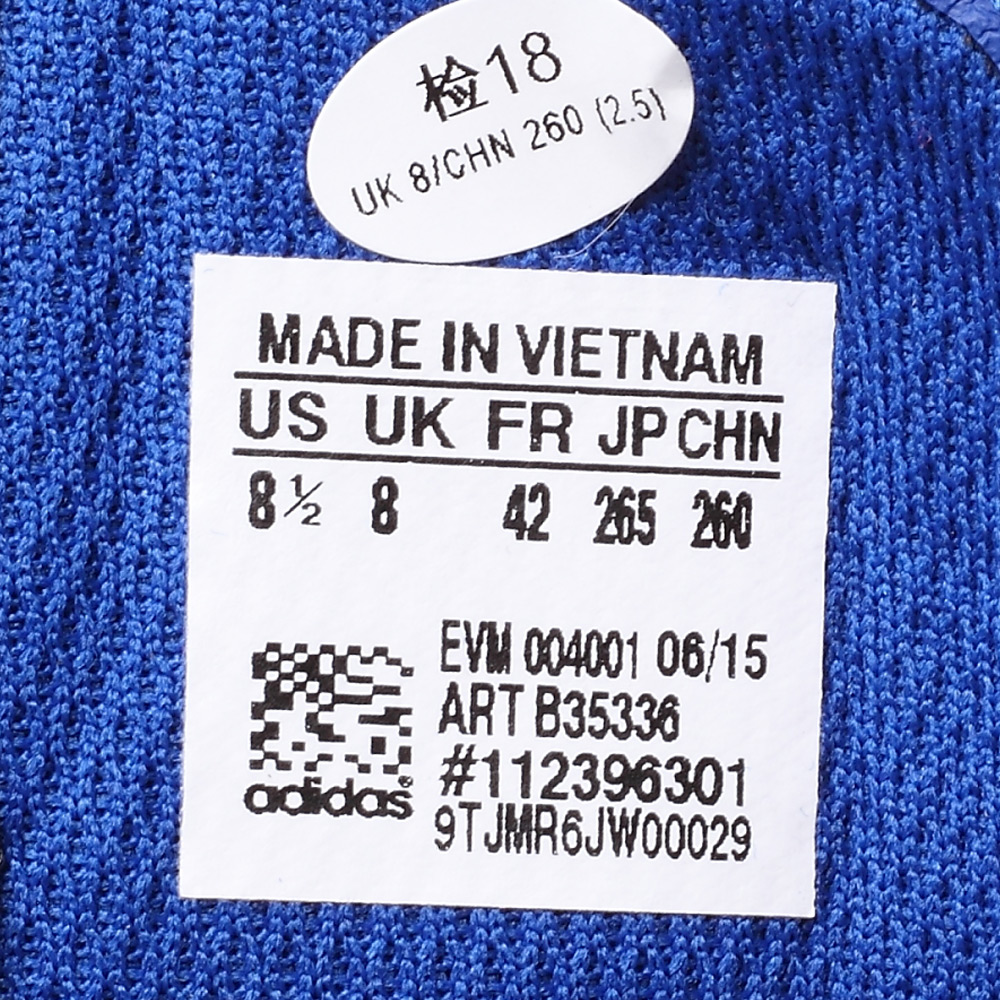 检18
UK 8/CHN 260 (2.5)
MADE IN VIETNAM
US UK FR JP CHN
8½ 8 42 265 260
EVM 004001 06/15
ART B35336
#112396301
9TJMR6JW00029
adidas®